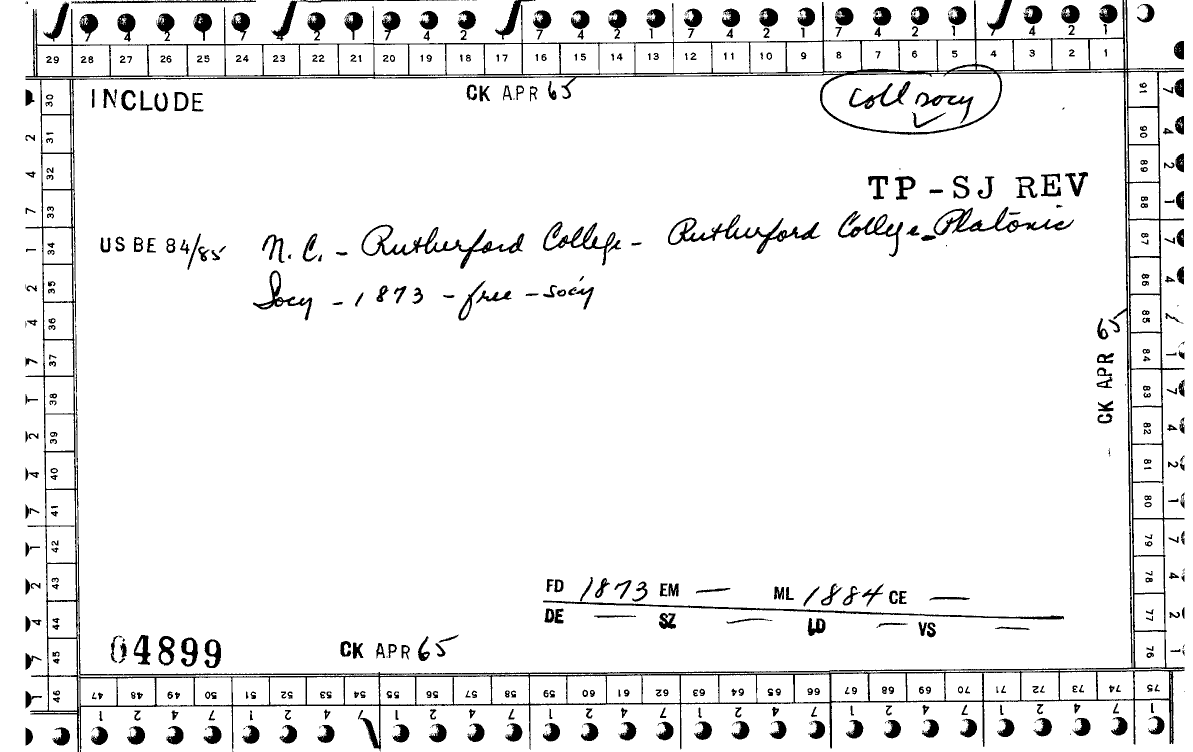 7 4 2 1 7 4 2 1 7 4 2 1 7 4 2 1 7 4 2 1 7 4 2 1 7 4 2 1
29 28 27 26 25 24 23 22 21 20 19 18 17 16 15 14 13 12 11 10 9 8 7 6 5 4 3 2 1
INCLUDE
CK APR 65
coll socy
TP-SJ REV
US BE 84/85 N.C. - Rutherford College - Rutherford College - Platonic
Socy - 1873 - free - socy
CK APR 65
FD 1873 EM — ML 1884 CE —
DE — SZ — LD — VS —
04899
CK APR 65
30 31 32 33 34 35 36 37 38 39 40 41 42 43 44 45 46
91 90 89 88 87 86 85 84 83 82 81 80 79 78 77 76
47 48 49 50 51 52 53 54 55 56 57 58 59 60 61 62 63 64 65 66 67 68 69 70 71 72 73 74 75
1 2 4 7 1 2 4 7 1 2 4 7 1 2 4 7 1 2 4 7 1 2 4 7 1 2 4 7 1